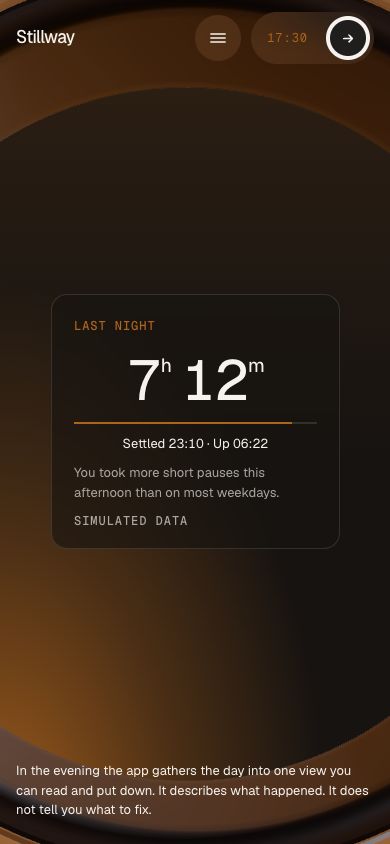 Stillway
17:30
LAST NIGHT
7h 12m
Settled 23:10 · Up 06:22
You took more short pauses this
afternoon than on most weekdays.
SIMULATED DATA
In the evening the app gathers the day into one view you
can read and put down. It describes what happened. It does
not tell you what to fix.